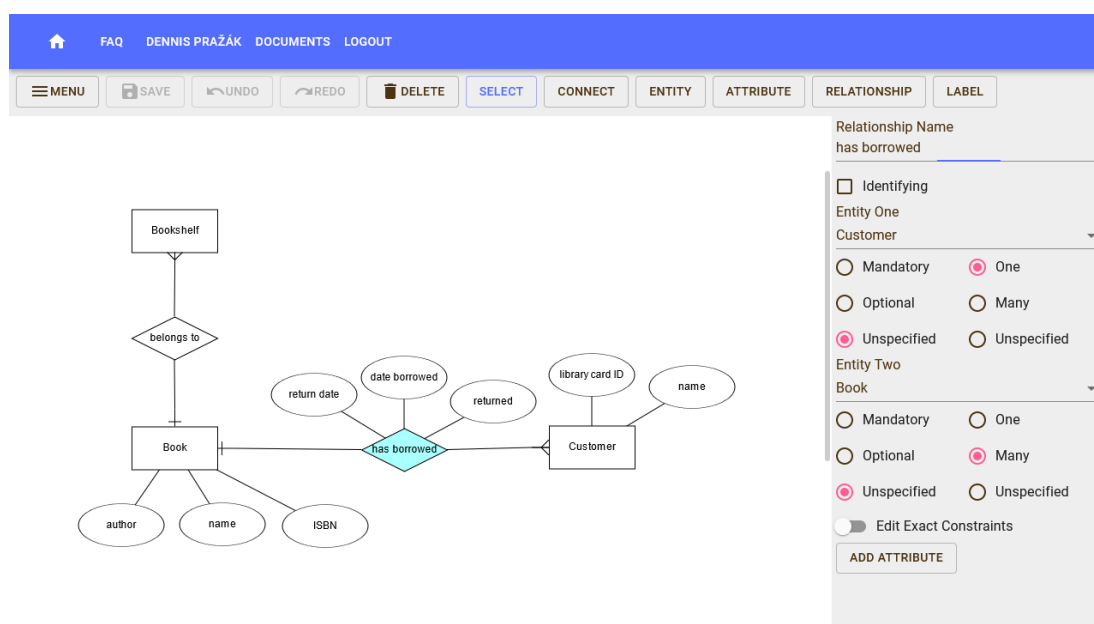 FAQ DENNIS PRAŽÁK DOCUMENTS LOGOUT
MENU SAVE UNDO REDO DELETE SELECT CONNECT ENTITY ATTRIBUTE RELATIONSHIP LABEL
Bookshelf
belongs to
return date
date borrowed
returned
library card ID
name
Book
has borrowed
Customer
author
name
ISBN
Relationship Name
has borrowed
Identifying
Entity One
Customer
Mandatory One
Optional Many
Unspecified Unspecified
Entity Two
Book
Mandatory One
Optional Many
Unspecified Unspecified
Edit Exact Constraints
ADD ATTRIBUTE